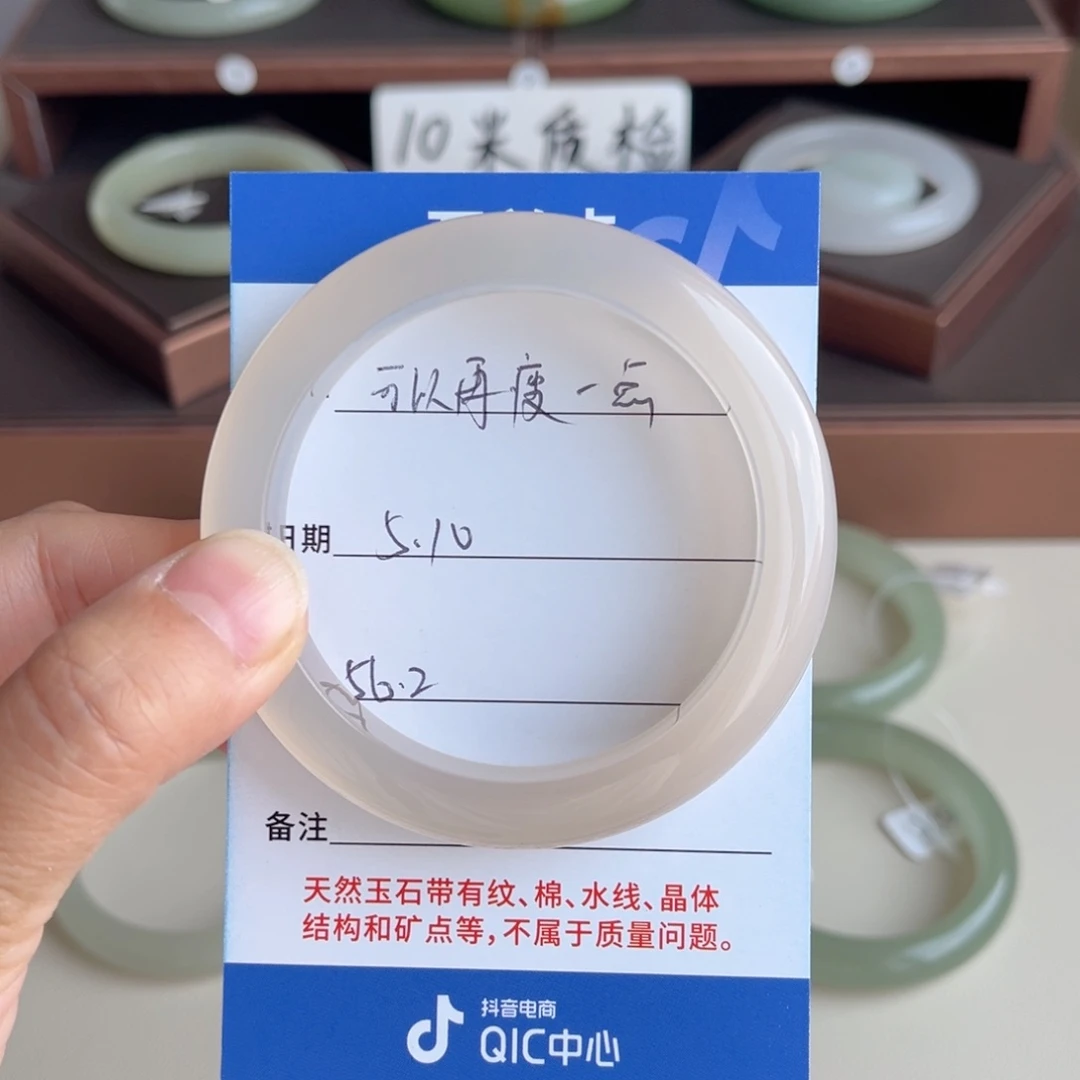 10米质检
可以再瘦一点
日期 5.10
56.2
备注
天然玉石带有纹、棉、水线、晶体
结构和矿点等，不属于质量问题。
抖音电商
QIC中心